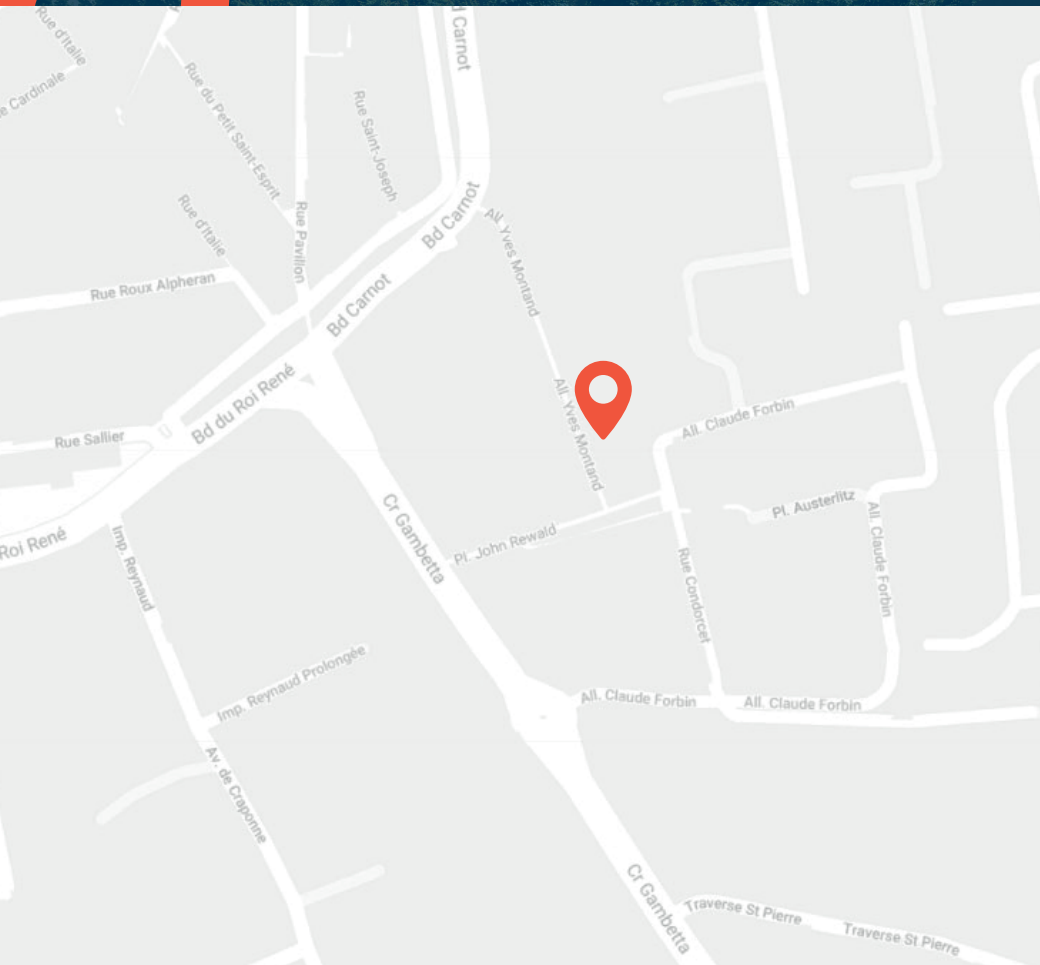 Rue d'Italie
Cardinale
d Carnot
Rue du Petit Saint-Esprit
Rue Saint-Joseph
Rue d'Italie
Rue Pavillon
Bd Carnot
All. Yves Montand
Rue Roux Alpheran
Bd Carnot
Bd du Roi René
All. Yves Montand
All. Claude Forbin
Rue Sallier
Roi René
Cr Gambetta
Pl. John Rewald
Pl. Austerlitz
All. Claude Forbin
Imp. Reynaud
Rue Condorcet
Imp. Reynaud Prolongée
All. Claude Forbin
All. Claude Forbin
Av. de Craponne
Cr Gambetta
Traverse St Pierre
Traverse St Pierre